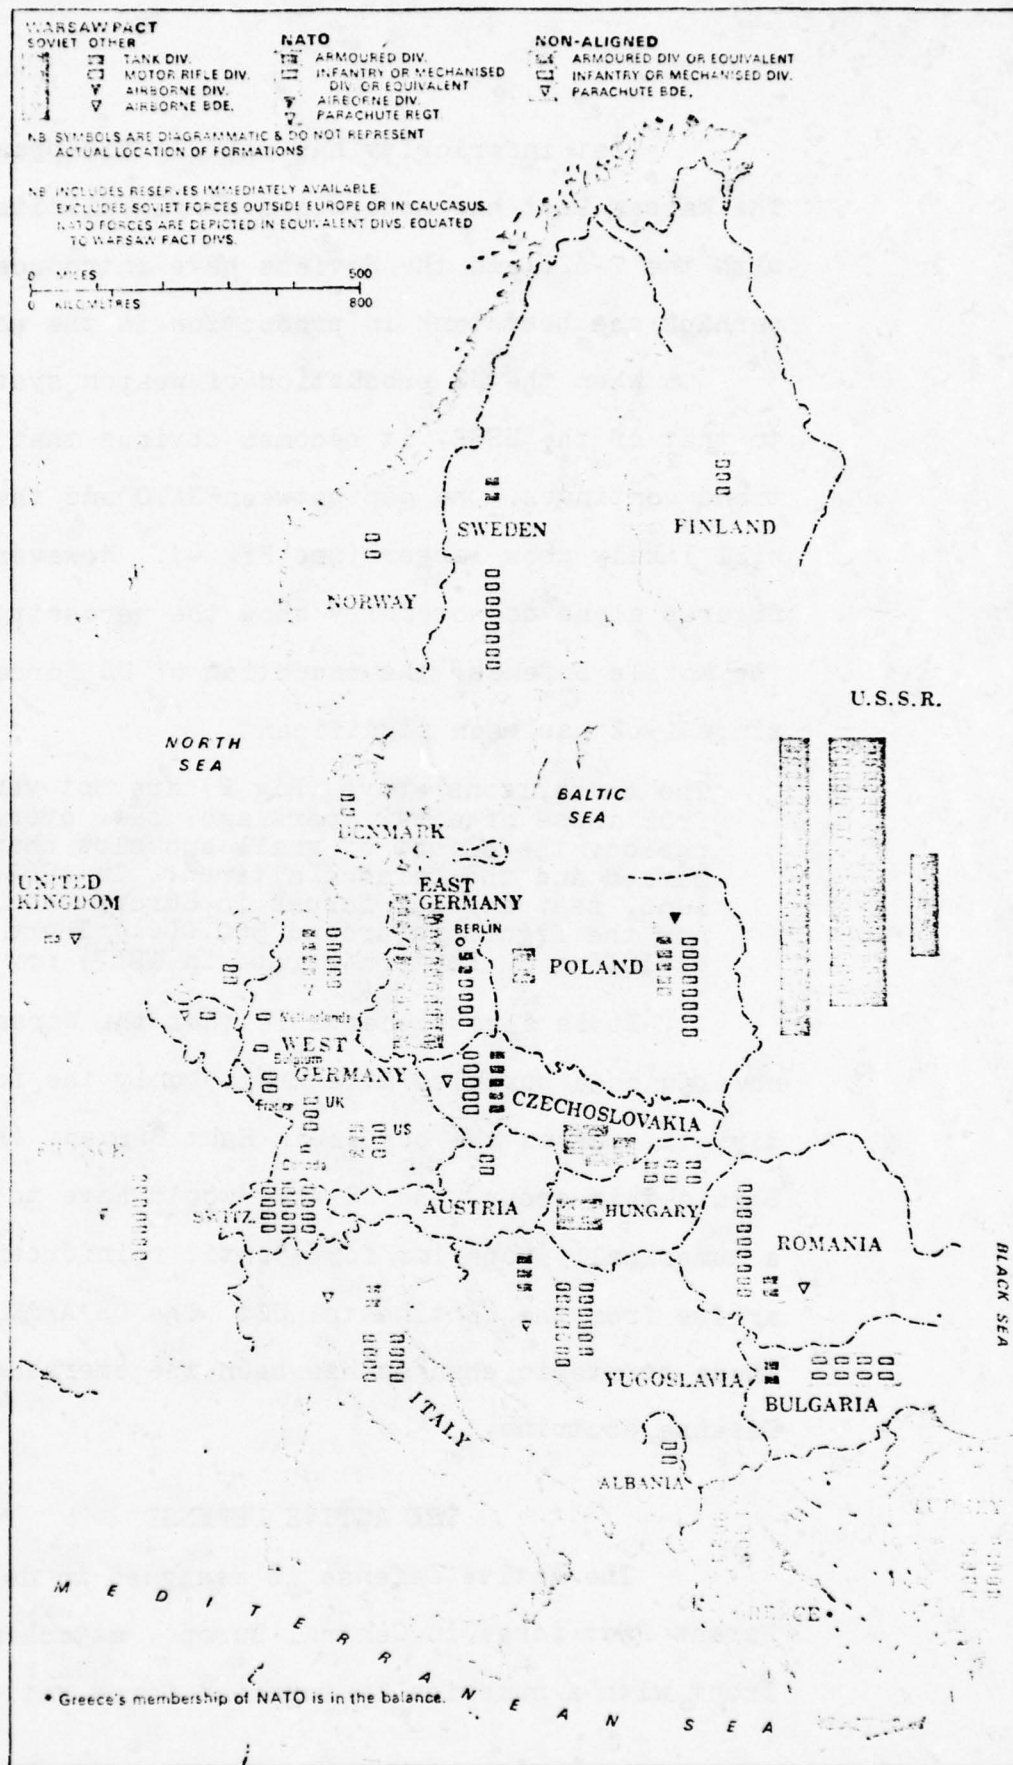 WARSAW PACT
SOVIET OTHER
TANK DIV.
MOTOR RIFLE DIV.
AIRBORNE DIV.
AIRBORNE BDE.
NATO
ARMOURED DIV.
INFANTRY OR MECHANISED
DIV. OR EQUIVALENT
AIRBORNE DIV.
PARACHUTE REGT
NON-ALIGNED
ARMOURED DIV OR EQUIVALENT
INFANTRY OR MECHANISED DIV.
PARACHUTE BDE.
NB SYMBOLS ARE DIAGRAMMATIC & DO NOT REPRESENT
ACTUAL LOCATION OF FORMATIONS
NB INCLUDES RESERVES IMMEDIATELY AVAILABLE.
EXCLUDES SOVIET FORCES OUTSIDE EUROPE OR IN CAUCASUS.
NATO FORCES ARE DEPICTED IN EQUIVALENT DIVS. EQUATED
TO WARSAW PACT DIVS.
0 MILES 500
0 KILOMETRES 800
SWEDEN
FINLAND
NORWAY
U.S.S.R.
NORTH
SEA
BALTIC
SEA
DENMARK
UNITED
KINGDOM
EAST
GERMANY
BERLIN
POLAND
Netherlands
WEST
GERMANY
Belgium
France
UK
US
Canada
CZECHOSLOVAKIA
FRANCE
SWITZ.
AUSTRIA
HUNGARY
ROMANIA
BLACK SEA
YUGOSLAVIA
BULGARIA
ITALY
ALBANIA
MEDITERRANEAN SEA
• Greece's membership of NATO is in the balance.